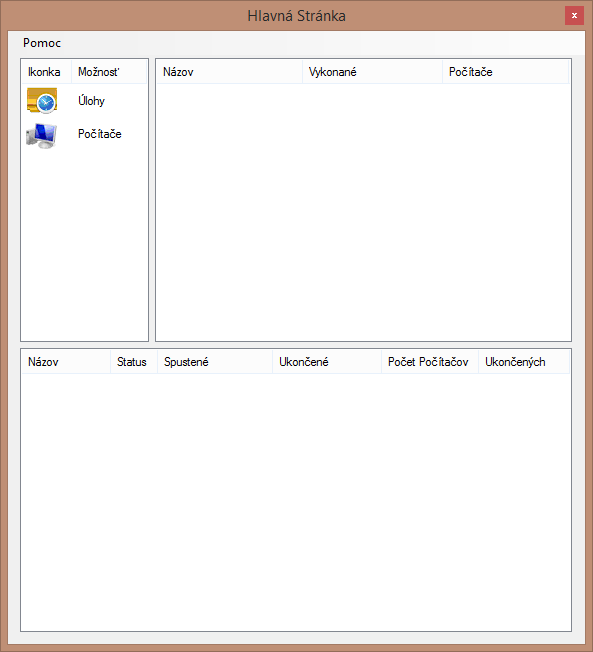 Hlavná Stránka
Pomoc
Ikonka Možnosť
Úlohy
Počítače
Názov Vykonané Počítače
Názov Status Spustené Ukončené Počet Počítačov Ukončených